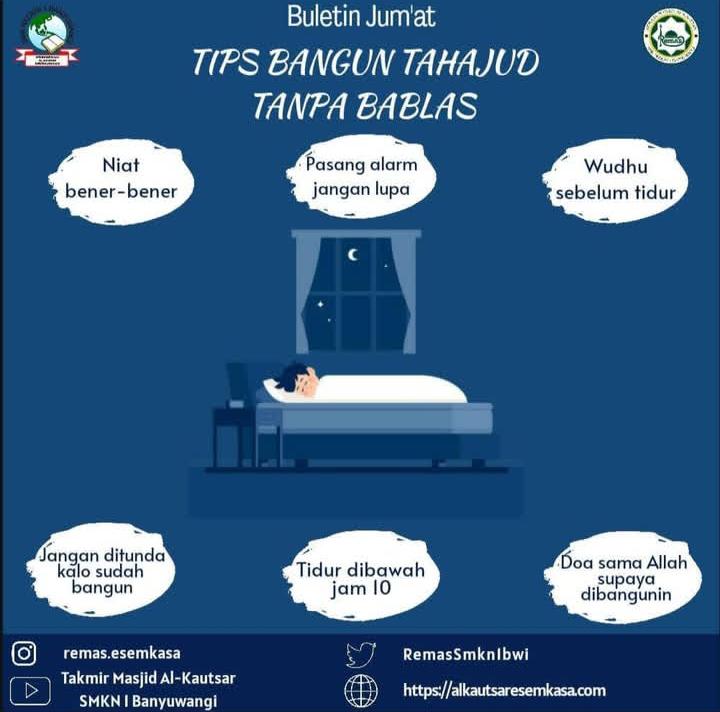 Buletin Jum'at
TIPS BANGUN TAHAJUD
TANPA BABLAS
Niat
bener-bener
Pasang alarm
jangan lupa
Wudhu
sebelum tidur
Jangan ditunda
kalo sudah
bangun
Tidur dibawah
jam 10
Doa sama Allah
supaya
dibangunin
remas.esemkasa
Takmir Masjid Al-Kautsar
SMKN 1 Banyuwangi
RemasSmkn1bwi
https://alkautsaresemkasa.com